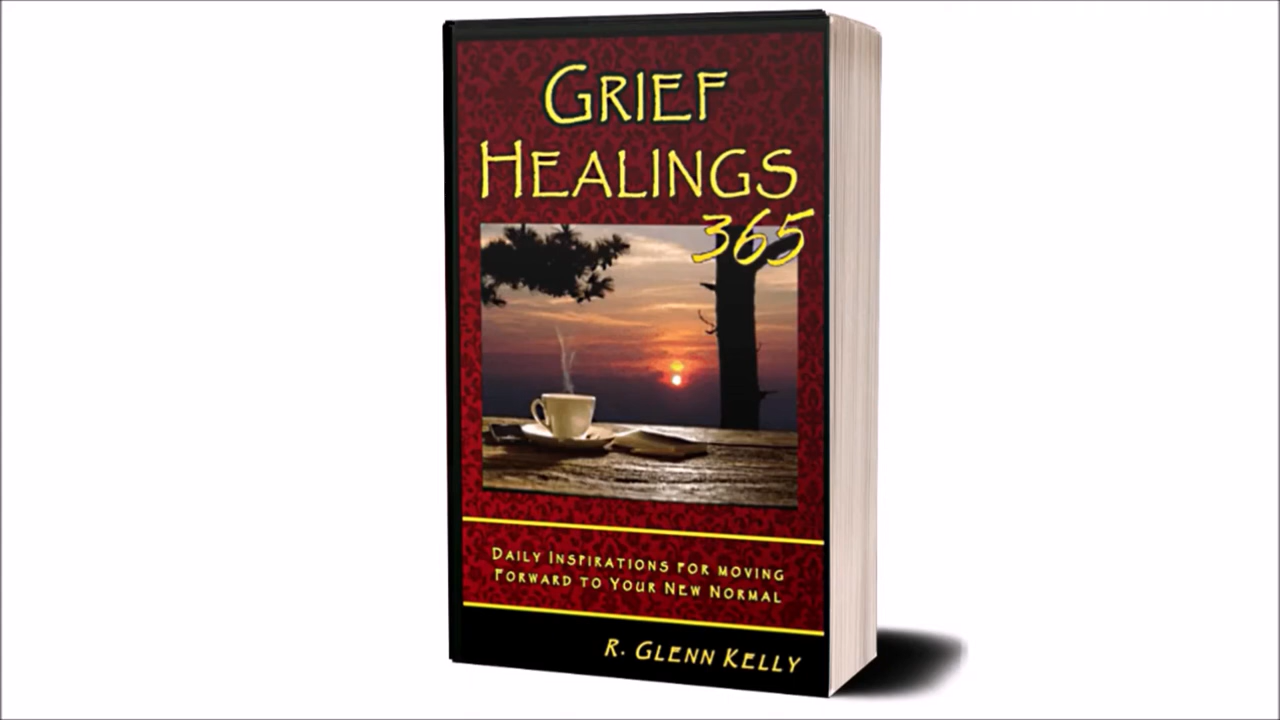 GRIEF
HEALINGS
365
DAILY INSPIRATIONS FOR MOVING
FORWARD TO YOUR NEW NORMAL
R. GLENN KELLY